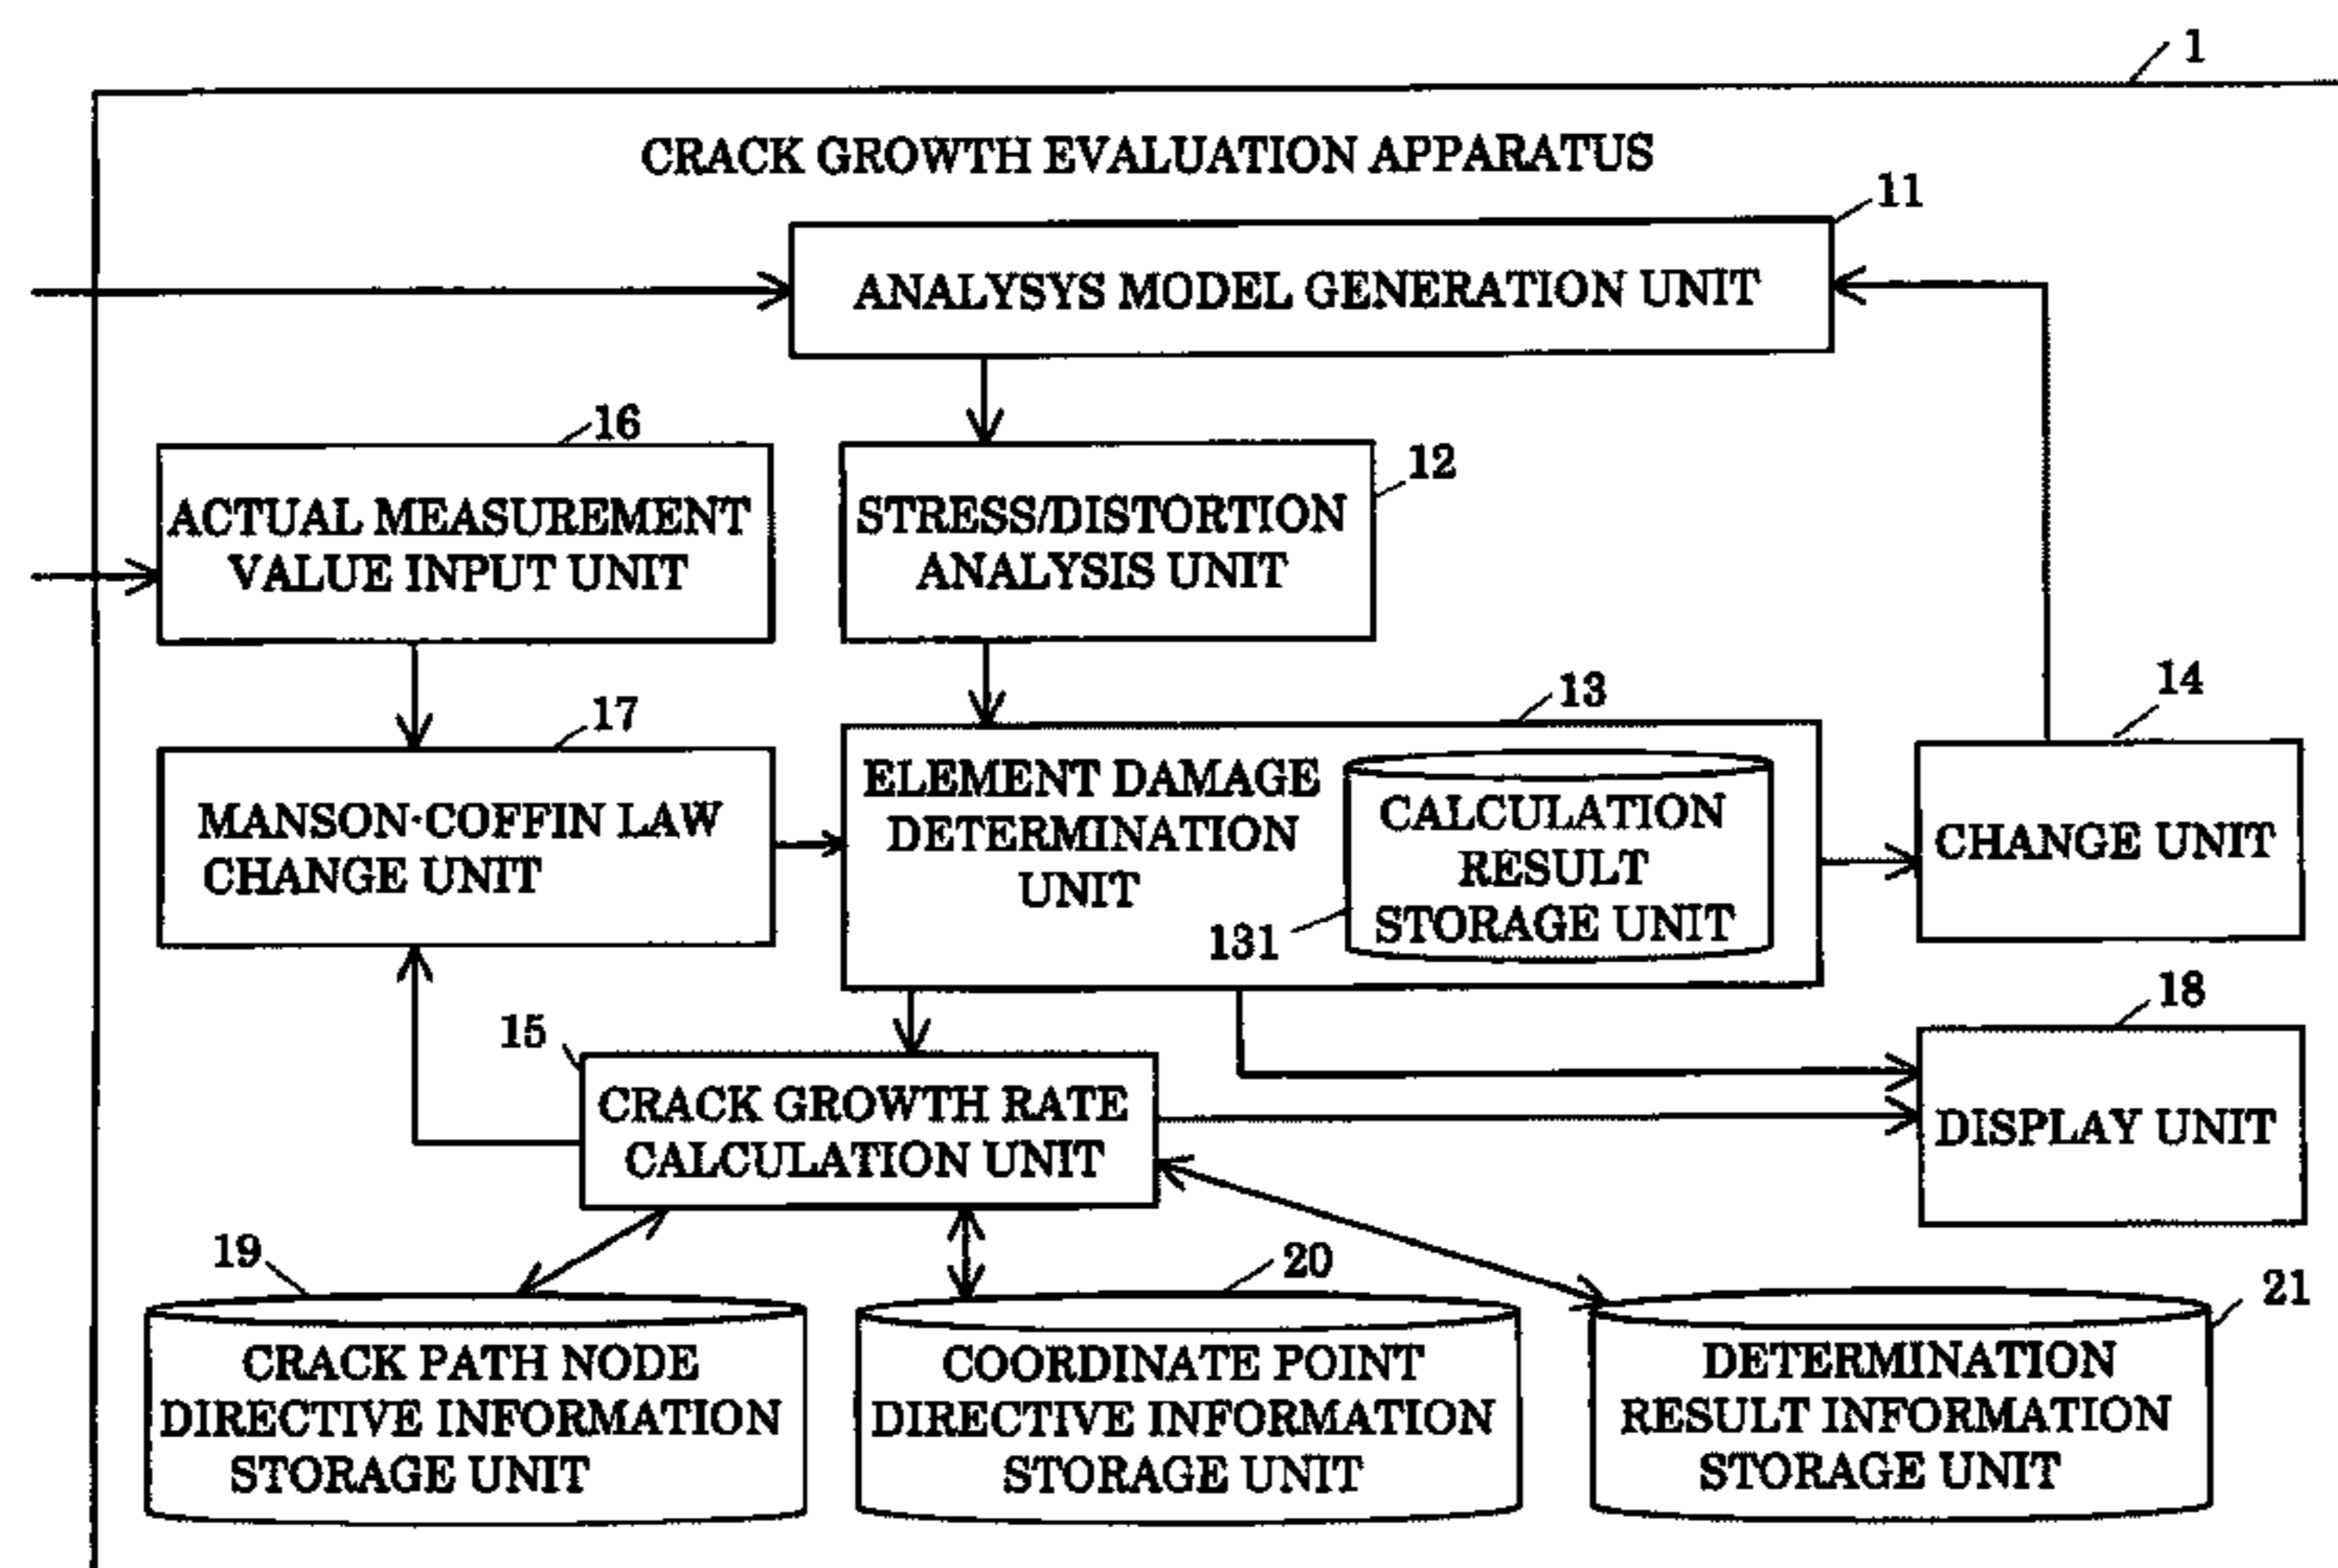 1
CRACK GROWTH EVALUATION APPARATUS
11
ANALYSYS MODEL GENERATION UNIT
16
ACTUAL MEASUREMENT
VALUE INPUT UNIT
12
STRESS/DISTORTION
ANALYSIS UNIT
17
MANSON-COFFIN LAW
CHANGE UNIT
13
ELEMENT DAMAGE
DETERMINATION
UNIT
131
CALCULATION
RESULT
STORAGE UNIT
14
CHANGE UNIT
15
CRACK GROWTH RATE
CALCULATION UNIT
18
DISPLAY UNIT
19
CRACK PATH NODE
DIRECTIVE INFORMATION
STORAGE UNIT
20
COORDINATE POINT
DIRECTIVE INFORMATION
STORAGE UNIT
21
DETERMINATION
RESULT INFORMATION
STORAGE UNIT